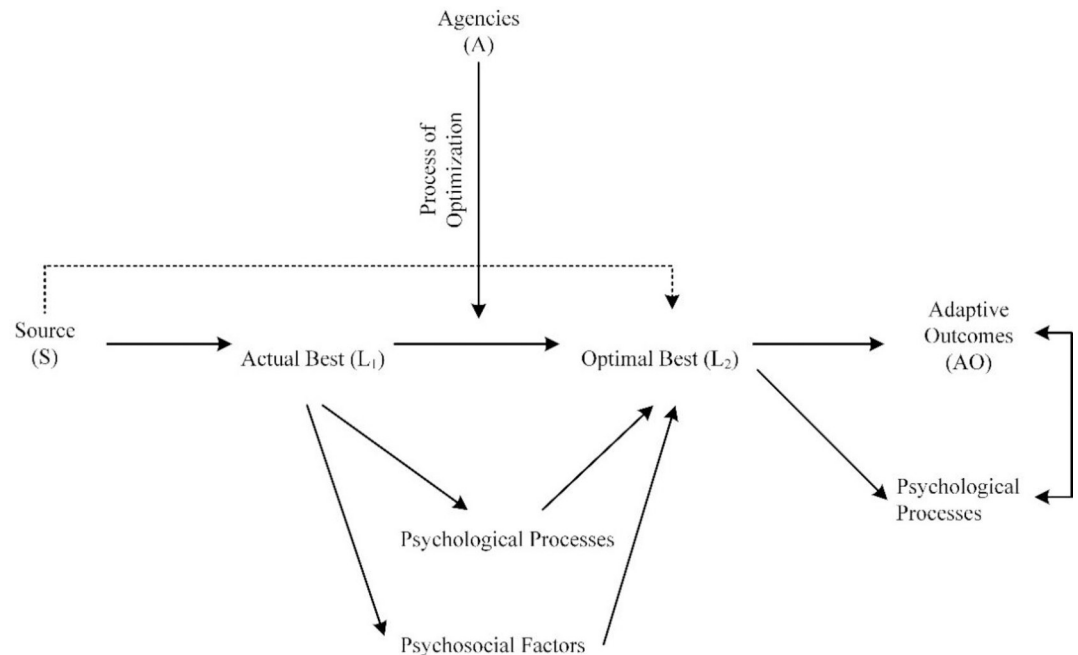 Agencies
(A)
Process of
Optimization
Source
(S)
Actual Best (L₁)
Optimal Best (L₂)
Adaptive
Outcomes
(AO)
Psychological
Processes
Psychological Processes
Psychosocial Factors